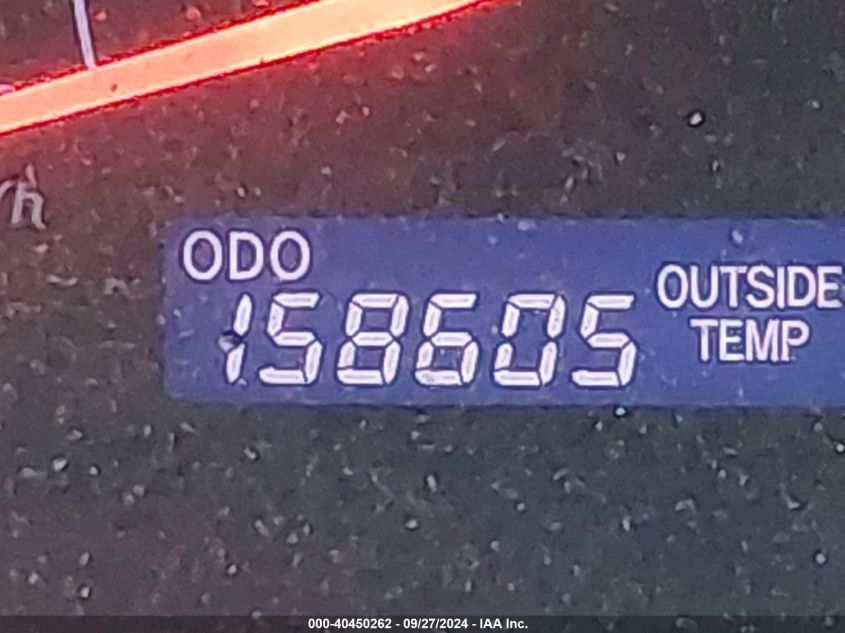 /h
ODO
158605
OUTSIDE
TEMP
000-40450262 - 09/27/2024 - IAA Inc.